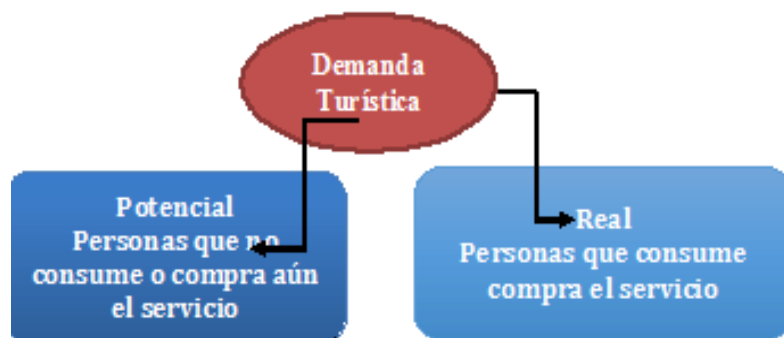 Demanda
Turística
Potencial
Personas que no
consume o compra aún
el servicio
Real
Personas que consume
compra el servicio